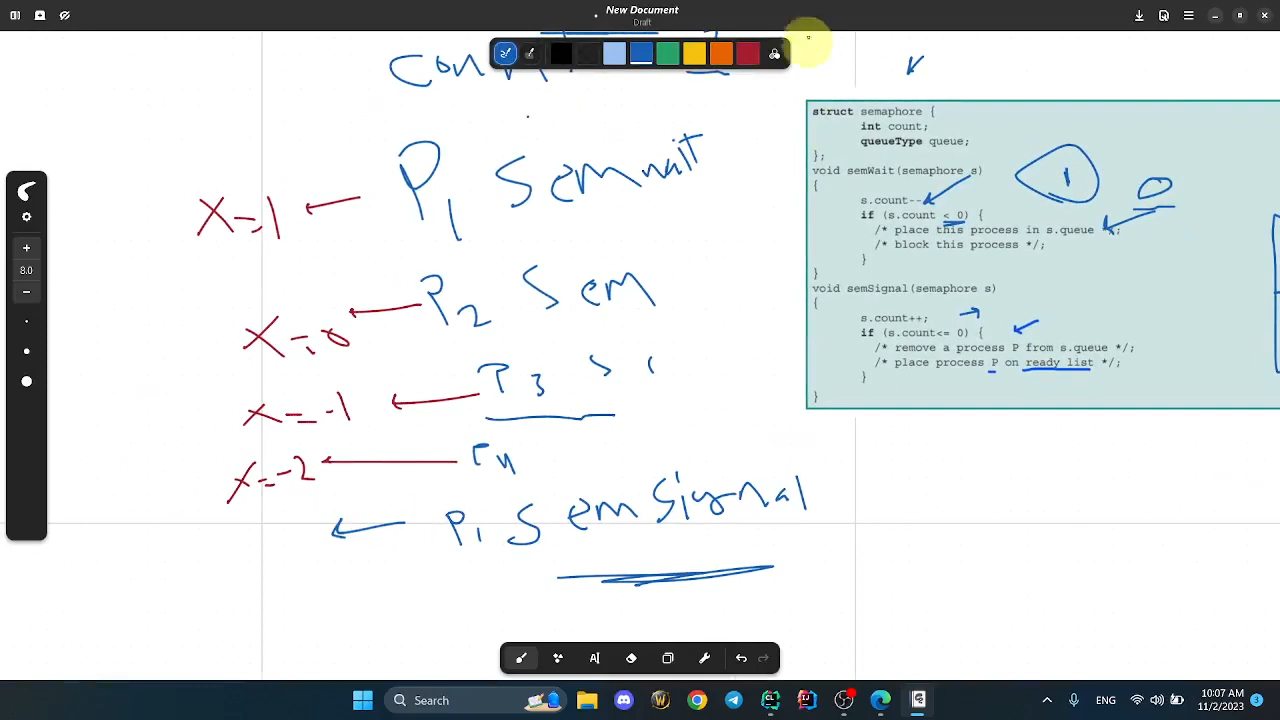 New Document
Draft
P1 Semwait
X=1
struct semaphore {
int count;
queueType queue;
};
void semWait(semaphore s)
{
s.count--
if (s.count < 0) {
/* place this process in s.queue */;
/* block this process */;
}
}
void semSignal(semaphore s)
{
s.count++;
if (s.count<= 0) {
/* remove a process P from s.queue */;
/* place process P on ready list */;
}
}
1
0
P2 Sem
X=0
P3 S
X=-1
X=-2
P1 Sem Signal
8.0
Search
ENG
10:07 AM
11/2/2023
3